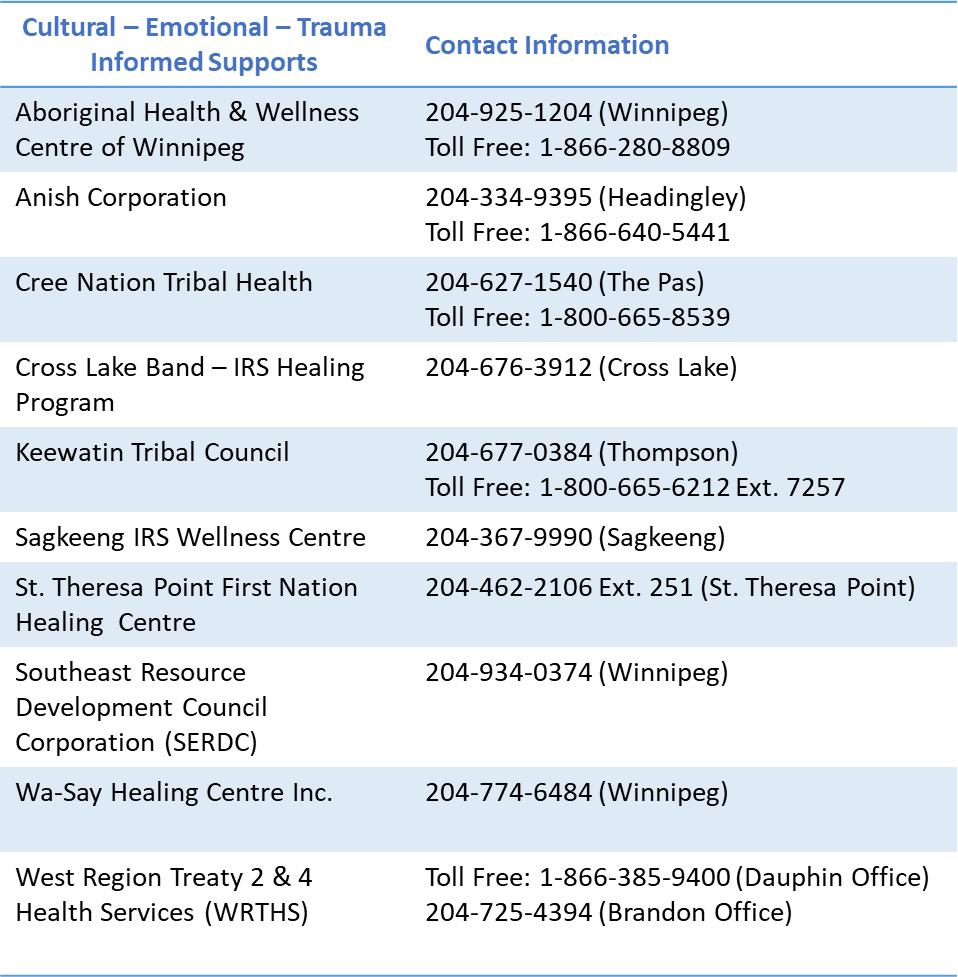 Cultural – Emotional – Trauma
Informed Supports
Contact Information
Aboriginal Health & Wellness
Centre of Winnipeg
204-925-1204 (Winnipeg)
Toll Free: 1-866-280-8809
Anish Corporation
204-334-9395 (Headingley)
Toll Free: 1-866-640-5441
Cree Nation Tribal Health
204-627-1540 (The Pas)
Toll Free: 1-800-665-8539
Cross Lake Band – IRS Healing
Program
204-676-3912 (Cross Lake)
Keewatin Tribal Council
204-677-0384 (Thompson)
Toll Free: 1-800-665-6212 Ext. 7257
Sagkeeng IRS Wellness Centre
204-367-9990 (Sagkeeng)
St. Theresa Point First Nation
Healing Centre
204-462-2106 Ext. 251 (St. Theresa Point)
Southeast Resource
Development Council
Corporation (SERDC)
204-934-0374 (Winnipeg)
Wa-Say Healing Centre Inc.
204-774-6484 (Winnipeg)
West Region Treaty 2 & 4
Health Services (WRTHS)
Toll Free: 1-866-385-9400 (Dauphin Office)
204-725-4394 (Brandon Office)